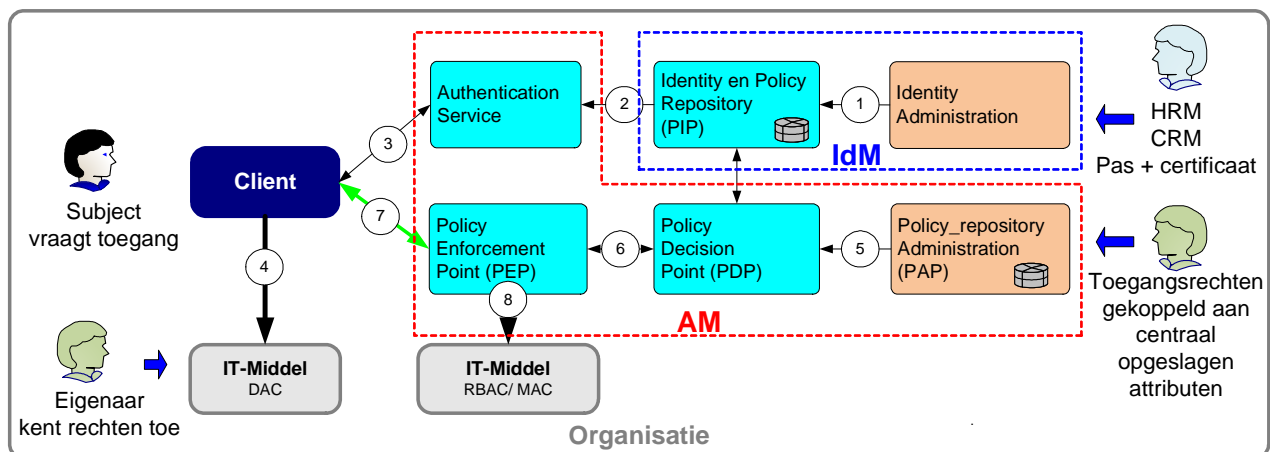 Authentication
Service
2
Identity en Policy
Repository
(PIP)
1
Identity
Administration
HRM
CRM
Pas + certificaat
IdM
3
Client
Subject
vraagt toegang
7
4
Policy
Enforcement
Point (PEP)
6
Policy
Decision
Point (PDP)
5
Policy_repository
Administration
(PAP)
8
AM
Toegangsrechten
gekoppeld aan
centraal
opgeslagen
attributen
Eigenaar
kent rechten toe
IT-Middel
DAC
IT-Middel
RBAC/ MAC
Organisatie